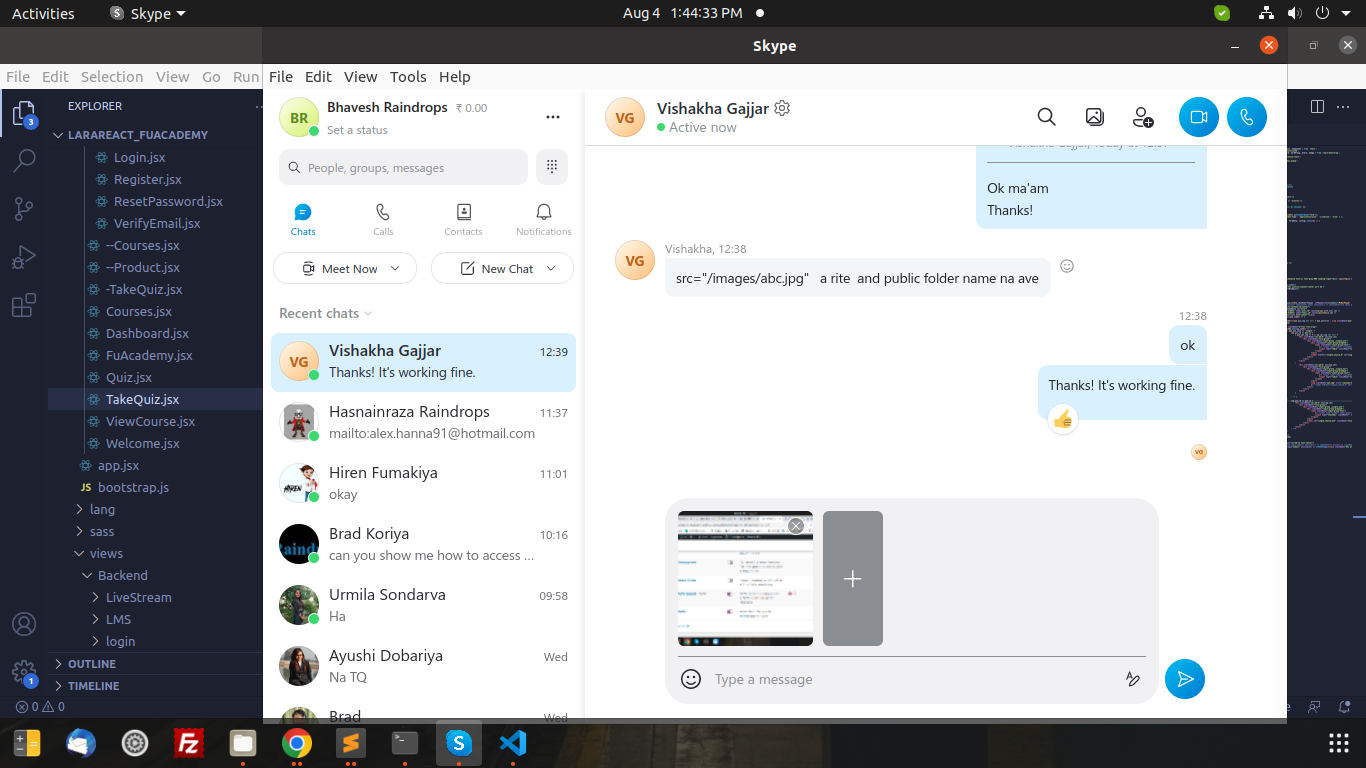 Activities
Skype
Aug 4 1:44:33 PM
Skype
File Edit Selection View Go Run
File Edit View Tools Help
EXPLORER
LARAREACT_FUACADEMY
Login.jsx
Register.jsx
ResetPassword.jsx
VerifyEmail.jsx
--Courses.jsx
--Product.jsx
-TakeQuiz.jsx
Courses.jsx
Dashboard.jsx
FuAcademy.jsx
Quiz.jsx
TakeQuiz.jsx
ViewCourse.jsx
Welcome.jsx
app.jsx
JS bootstrap.js
lang
sass
views
Backend
LiveStream
LMS
login
OUTLINE
TIMELINE
0 0
3
1
BR
Bhavesh Raindrops ₹ 0.00
Set a status
People, groups, messages
Chats
Calls
Contacts
Notifications
Meet Now
New Chat
Recent chats
VG
Vishakha Gajjar 12:39
Thanks! It's working fine.
Hasnainraza Raindrops 11:37
mailto:alex.hanna91@hotmail.com
Hiren Fumakiya 11:01
okay
Brad Koriya 10:16
can you show me how to access ...
Urmila Sondarva 09:58
Ha
Ayushi Dobariya Wed
Na TQ
Brad Wed
VG
Vishakha Gajjar
Active now
Ok ma'am
Thanks!
VG
Vishakha, 12:38
src="/images/abc.jpg" a rite and public folder name na ave
12:38
ok
Thanks! It's working fine.
VG
Type a message